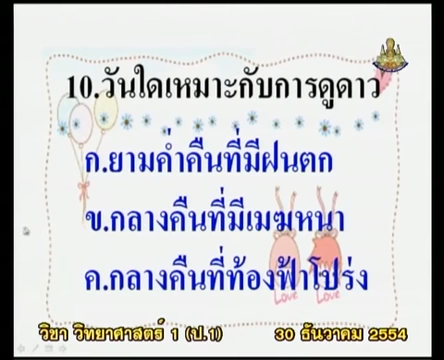 10.วันใดเหมาะกับการดูดาว
ก.ยามค่ำคืนที่มีฝนตก
ข.กลางคืนที่มีเมฆหนา
ค.กลางคืนที่ท้องฟ้าโปร่ง
Love Love
วิขา วิทยาศาสตร์ 1 (ป.1) 30 ธันวาคม 2554